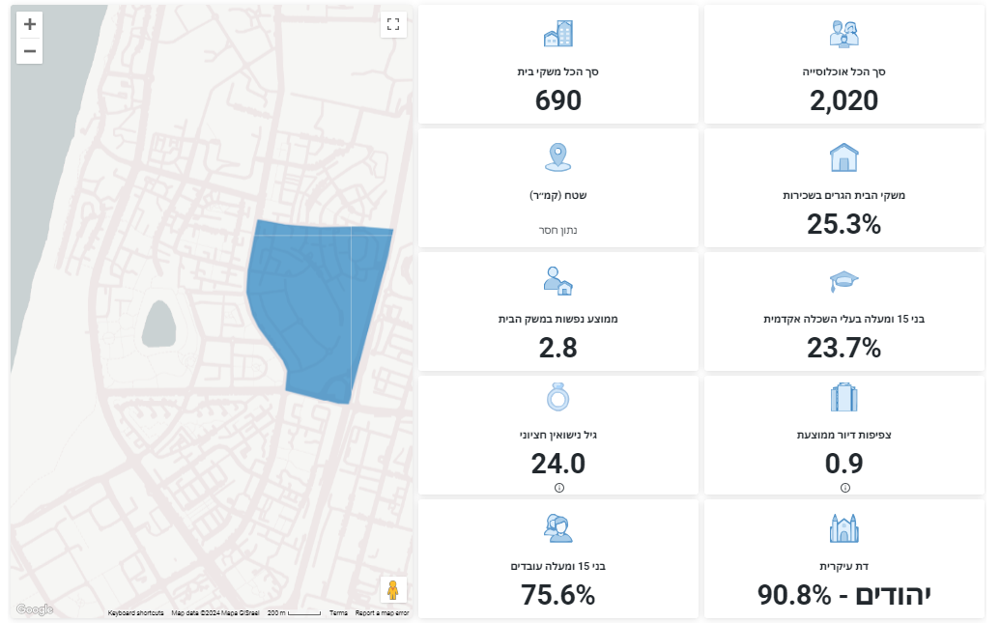 סך הכל אוכלוסייה
2,020
סך הכל משקי בית
690
משקי הבית הגרים בשכירות
25.3%
שטח (קמ״ר)
נתון חסר
בני 15 ומעלה בעלי השכלה אקדמית
23.7%
ממוצע נפשות במשק הבית
2.8
צפיפות דיור ממוצעת
0.9
גיל נישואין חציוני
24.0
דת עיקרית
יהודים - 90.8%
בני 15 ומעלה עובדים
75.6%
Google
Keyboard shortcuts
Map data ©2024 Mapa GISrael
200 m
Terms
Report a map error